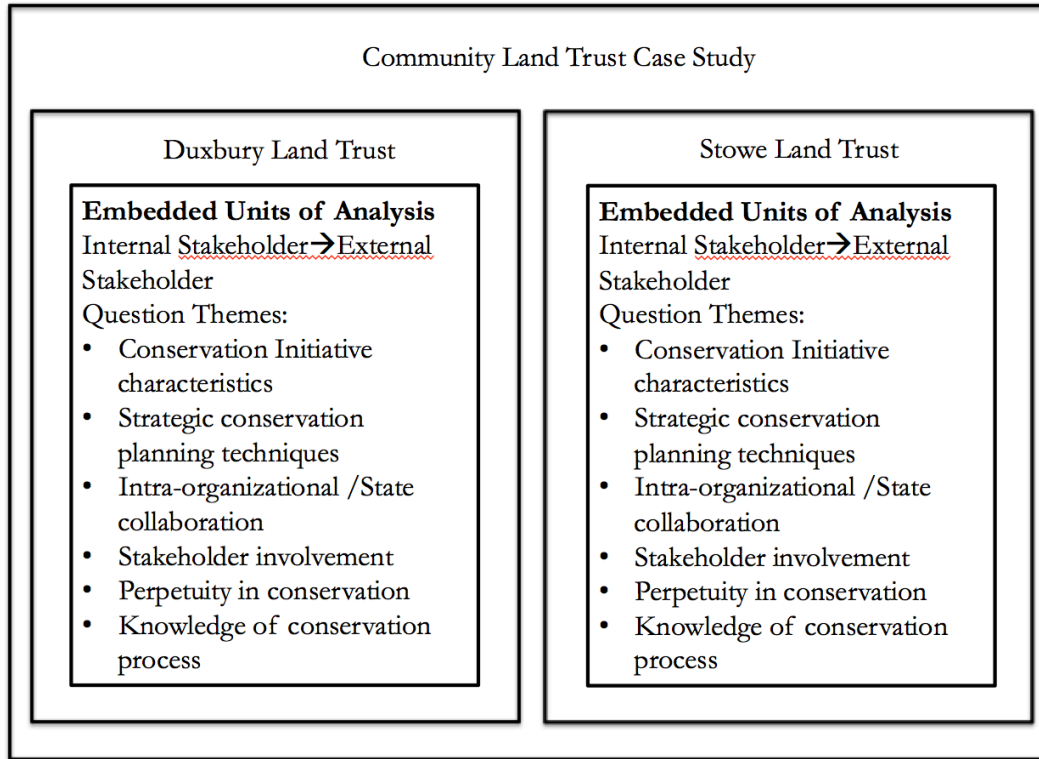 Community Land Trust Case Study
Duxbury Land Trust
Embedded Units of Analysis
Internal Stakeholder→External
Stakeholder
Question Themes:
• Conservation Initiative
characteristics
• Strategic conservation
planning techniques
• Intra-organizational /State
collaboration
• Stakeholder involvement
• Perpetuity in conservation
• Knowledge of conservation
process
Stowe Land Trust
Embedded Units of Analysis
Internal Stakeholder→External
Stakeholder
Question Themes:
• Conservation Initiative
characteristics
• Strategic conservation
planning techniques
• Intra-organizational /State
collaboration
• Stakeholder involvement
• Perpetuity in conservation
• Knowledge of conservation
process